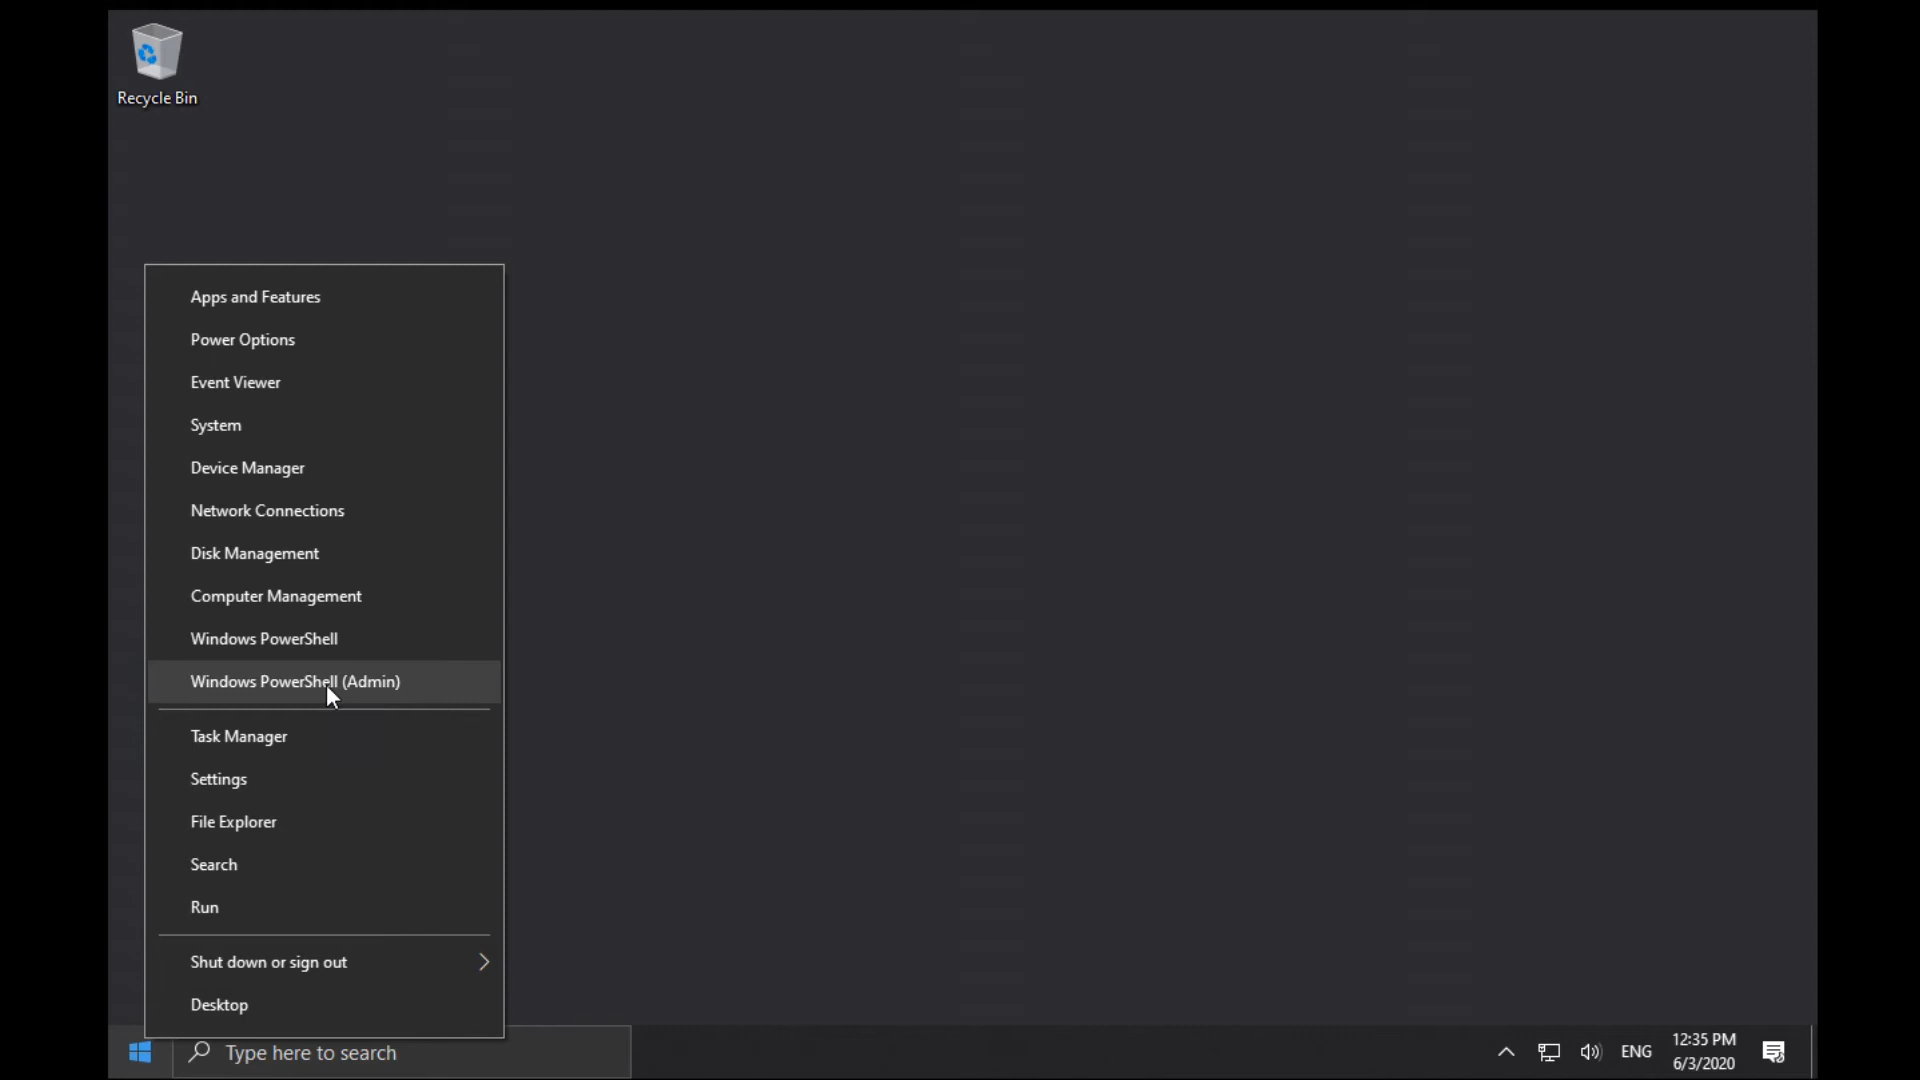 Recycle Bin
Apps and Features
Power Options
Event Viewer
System
Device Manager
Network Connections
Disk Management
Computer Management
Windows PowerShell
Windows PowerShell (Admin)
Task Manager
Settings
File Explorer
Search
Run
Shut down or sign out
Desktop
Type here to search
ENG
12:35 PM
6/3/2020